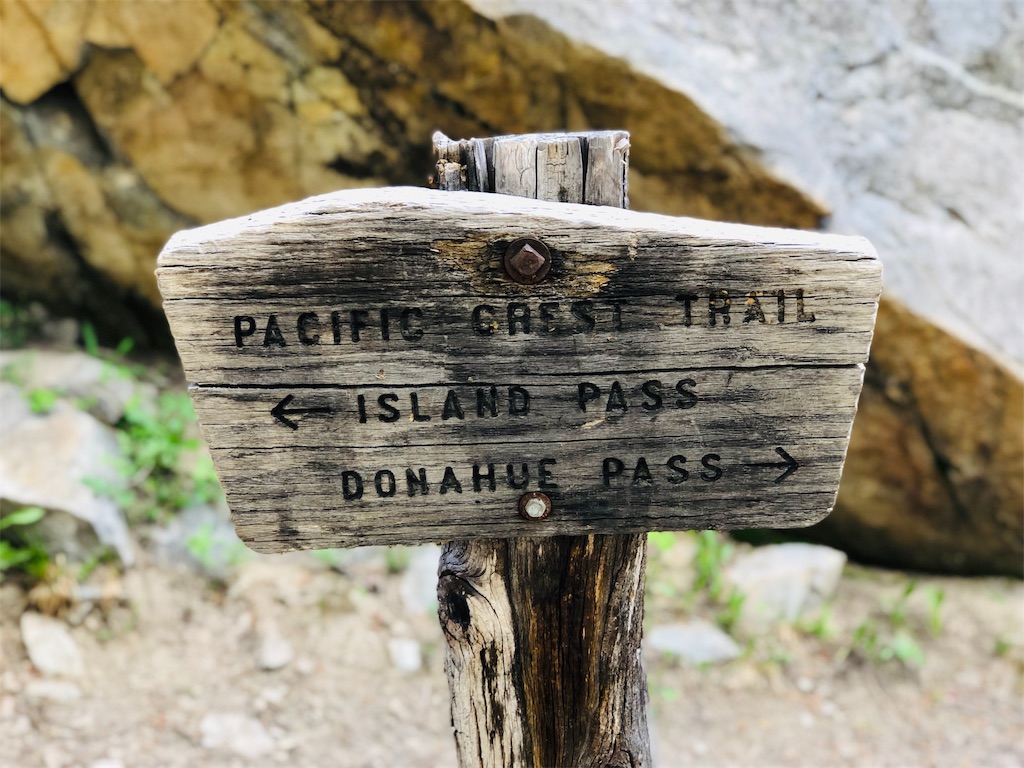 PACIFIC CREST TRAIL
← ISLAND PASS
DONAHUE PASS →